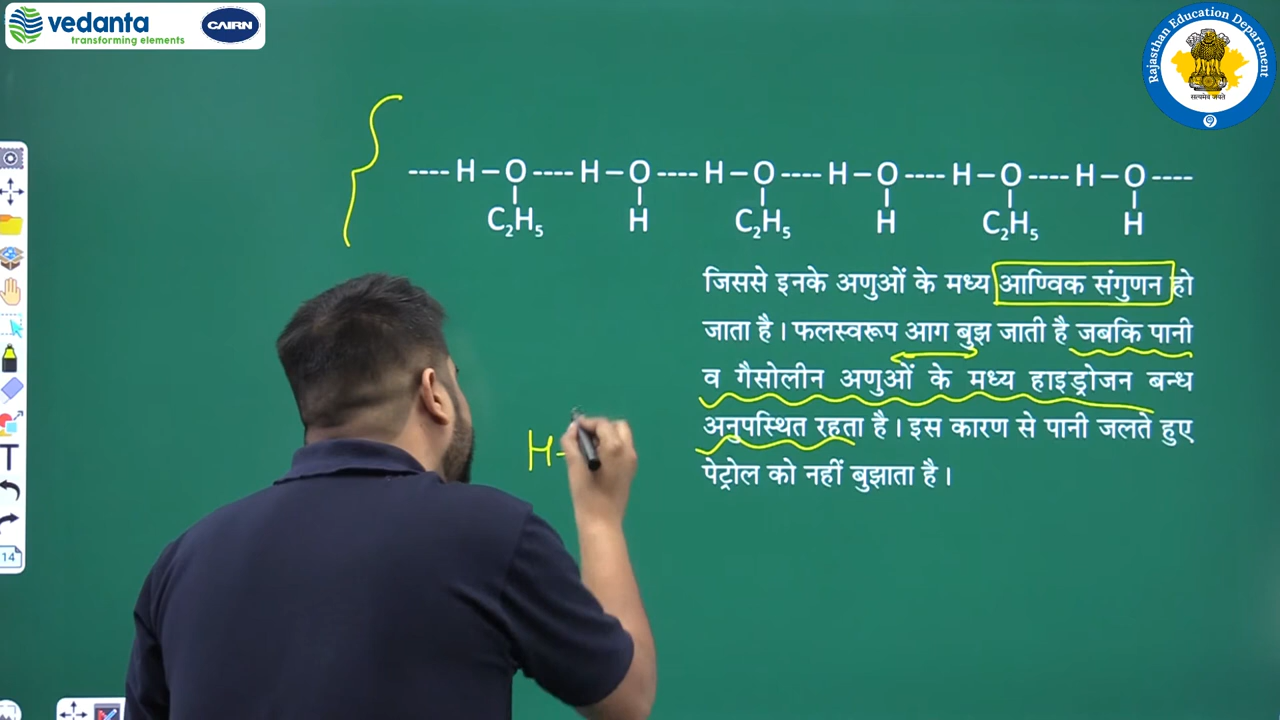 vedanta
transforming elements
CAIRN
Rajasthan Education Department
सत्यमेव जयते
---- H – O ---- H – O ---- H – O ---- H – O ---- H – O ---- H – O ----
C₂H₅ H C₂H₅ H C₂H₅ H
जिससे इनके अणुओं के मध्य आण्विक संगुणन हो
जाता है। फलस्वरूप आग बुझ जाती है जबकि पानी
व गैसोलीन अणुओं के मध्य हाइड्रोजन बन्ध
अनुपस्थित रहता है। इस कारण से पानी जलते हुए
पेट्रोल को नहीं बुझाता है।
H-
T
14